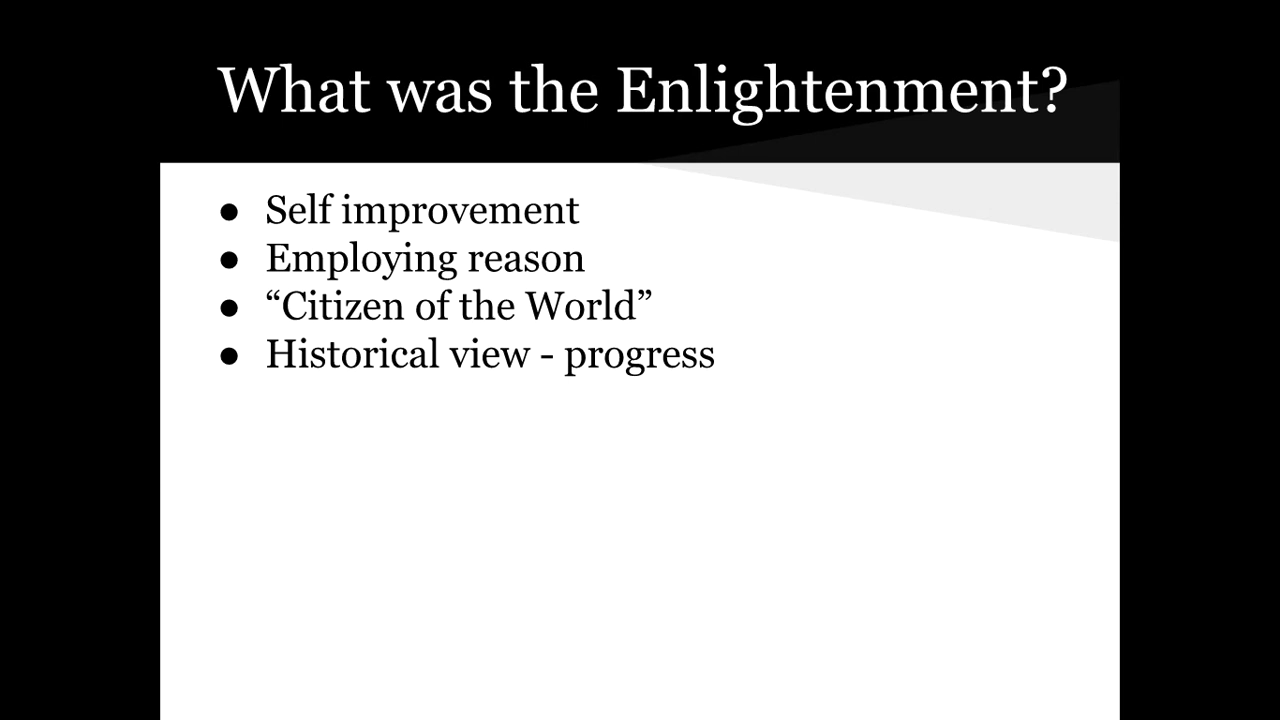 What was the Enlightenment?
● Self improvement
● Employing reason
● “Citizen of the World”
● Historical view - progress